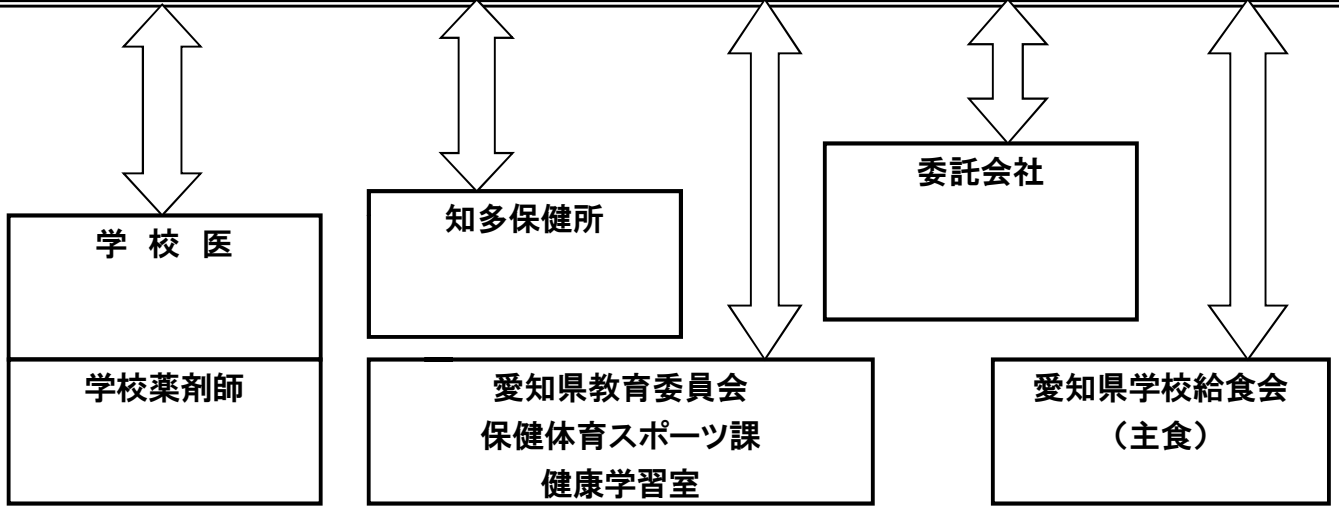 学 校 医
学校薬剤師
知多保健所
愛知県教育委員会
保健体育スポーツ課
健康学習室
委託会社
愛知県学校給食会
（主食）